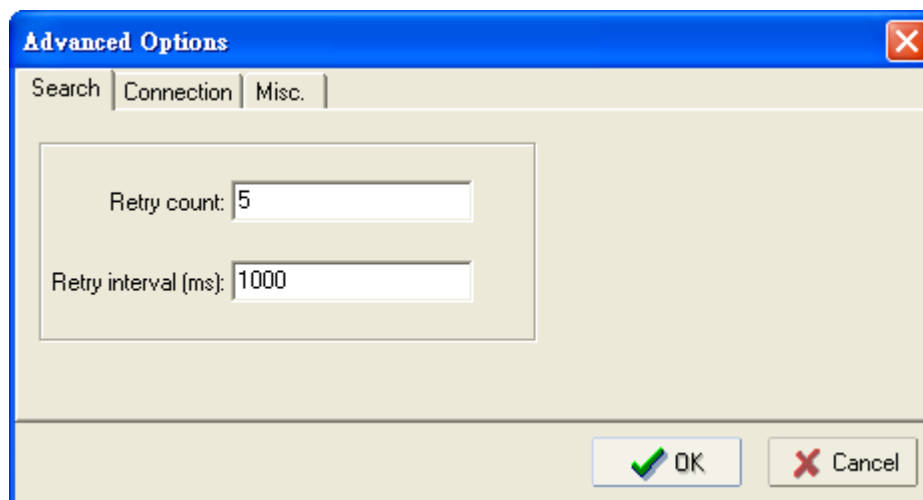 Advanced Options
Search Connection Misc.
Retry count: 5
Retry interval (ms): 1000
OK Cancel